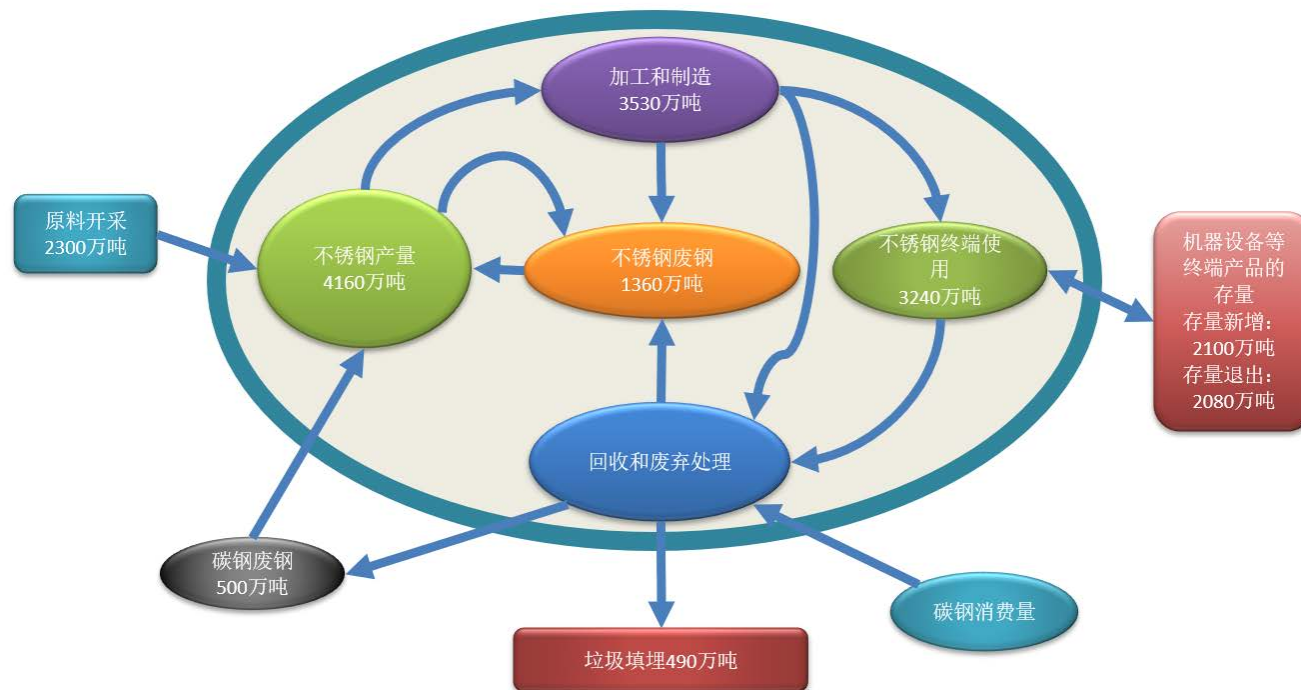 加工和制造
3530万吨
原料开采
2300万吨
不锈钢产量
4160万吨
不锈钢废钢
1360万吨
不锈钢终端使
用
3240万吨
机器设备等
终端产品的
存量
存量新增：
2100万吨
存量退出：
2080万吨
回收和废弃处理
碳钢废钢
500万吨
碳钢消费量
垃圾填埋490万吨